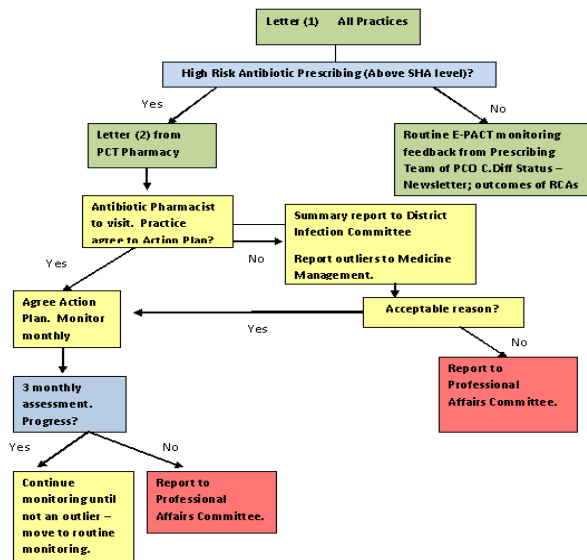 Letter (1) All Practices
High Risk Antibiotic Prescribing (Above SHA level)?
Yes
No
Letter (2) from
PCT Pharmacy
Routine E-PACT monitoring
feedback from Prescribing
Team of PCO C.Diff Status –
Newsletter; outcomes of RCAs
Antibiotic Pharmacist
to visit. Practice
agree to Action Plan?
Summary report to District
Infection Committee
Report outliers to Medicine
Management.
Yes
No
Agree Action
Plan. Monitor
monthly
Acceptable reason?
Yes
No
Report to
Professional
Affairs Committee.
3 monthly
assessment.
Progress?
Yes
No
Continue
monitoring until
not an outlier –
move to routine
monitoring.
Report to
Professional
Affairs Committee.